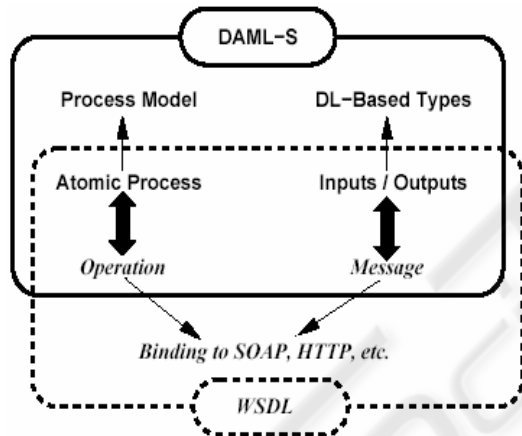 DAML-S
Process Model
DL-Based Types
Atomic Process
Inputs / Outputs
Operation
Message
Binding to SOAP, HTTP, etc.
WSDL